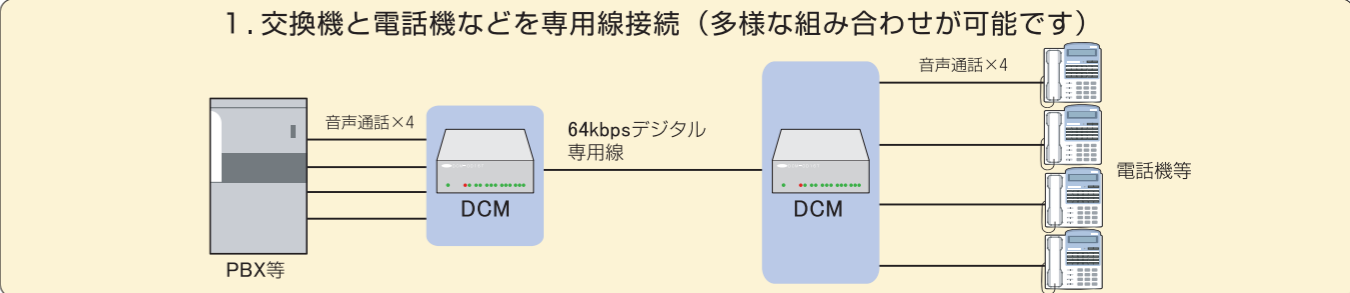 1.交換機と電話機などを専用線接続（多様な組み合わせが可能です）
音声通話×4
音声通話×4
64kbpsデジタル
専用線
電話機等
DCM
DCM
PBX等